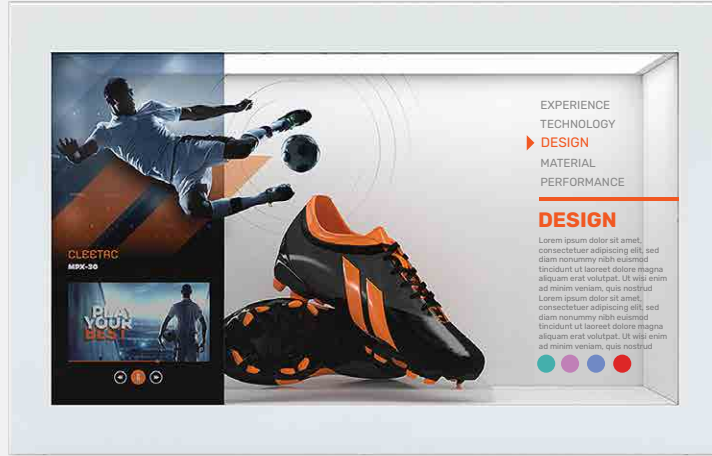 CLEETAC
MPX-30
PLAY
YOUR
BEST
EXPERIENCE
TECHNOLOGY
DESIGN
MATERIAL
PERFORMANCE
DESIGN
Lorem ipsum dolor sit amet,
consectetuer adipiscing elit, sed
diam nonummy nibh euismod
tincidunt ut laoreet dolore magna
aliquam erat volutpat. Ut wisi enim
ad minim veniam, quis nostrud
Lorem ipsum dolor sit amet,
consectetuer adipiscing elit, sed
diam nonummy nibh euismod
tincidunt ut laoreet dolore magna
aliquam erat volutpat. Ut wisi enim
ad minim veniam, quis nostrud